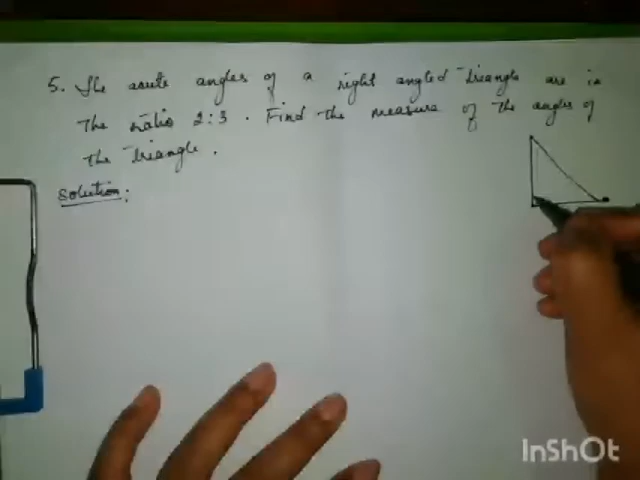 5. The acute angles of a right angled triangle are in
the ratio 2:3. Find the measure of the angles of
the triangle.
Solution:
InShOt